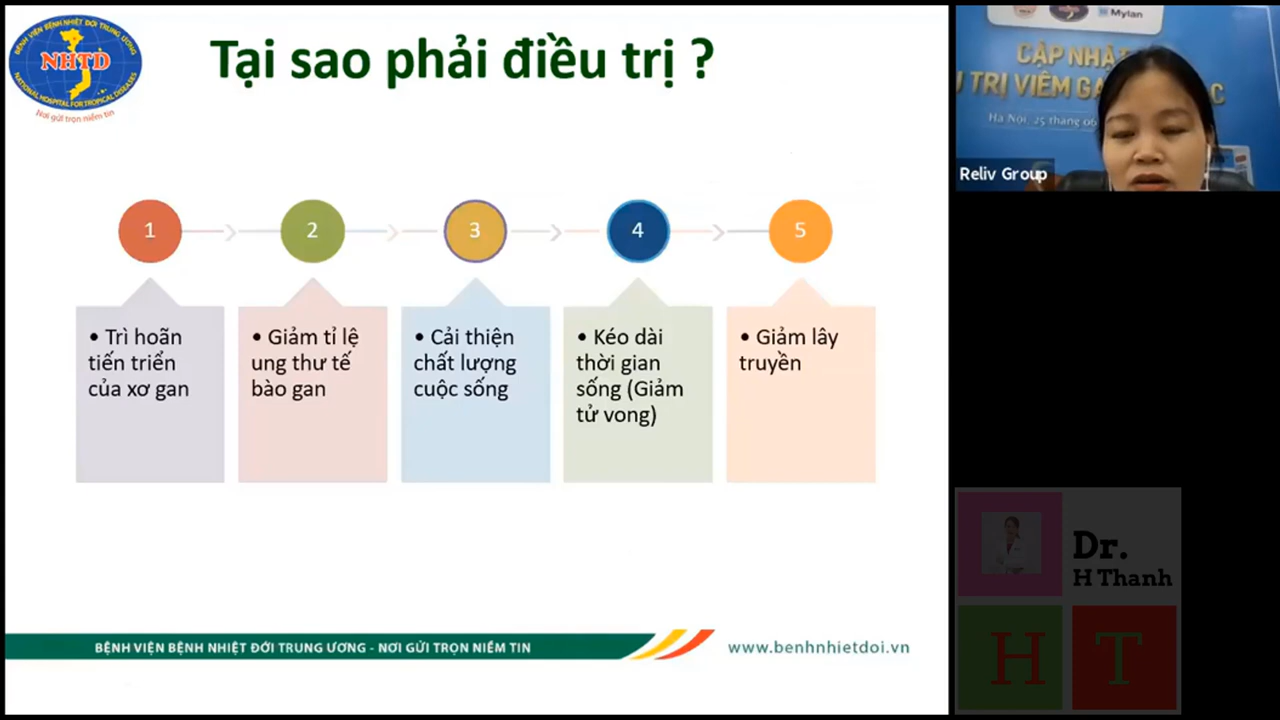 BỆNH VIỆN BỆNH NHIỆT ĐỚI TRUNG ƯƠNG
NHTD
NATIONAL HOSPITAL FOR TROPICAL DISEASES
Nơi gửi trọn niềm tin
Tại sao phải điều trị ?
1
2
3
4
5
• Trì hoãn
tiến triển
của xơ gan
• Giảm tỉ lệ
ung thư tế
bào gan
• Cải thiện
chất lượng
cuộc sống
• Kéo dài
thời gian
sống (Giảm
tử vong)
• Giảm lây
truyền
BỆNH VIỆN BỆNH NHIỆT ĐỚI TRUNG ƯƠNG - NƠI GỬI TRỌN NIỀM TIN
www.benhnhietdoi.vn
Mylan
CẬP NHẬ
TRỊ VIÊM GA
C
Hà Nội, 25 tháng 06
Reliv Group
Dr.
H Thanh
H
T